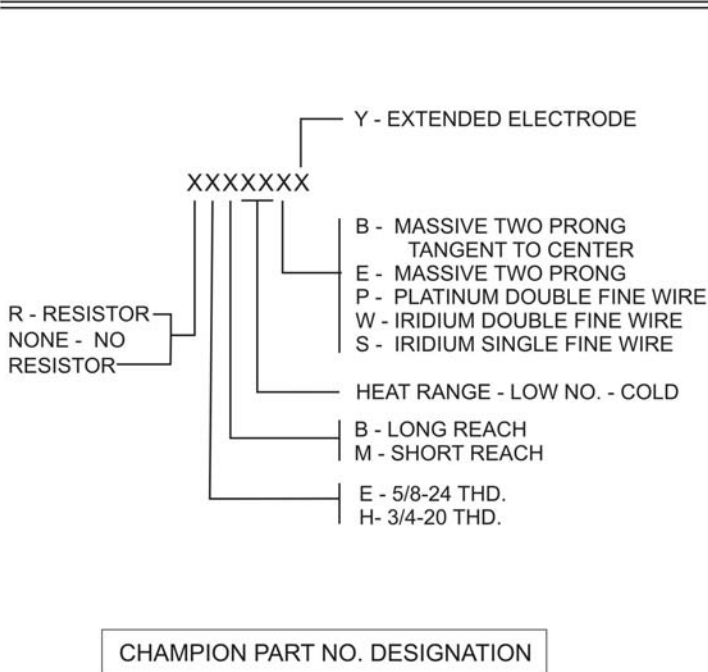 Y - EXTENDED ELECTRODE
XXXXXXX
B - MASSIVE TWO PRONG
TANGENT TO CENTER
E - MASSIVE TWO PRONG
P - PLATINUM DOUBLE FINE WIRE
W - IRIDIUM DOUBLE FINE WIRE
S - IRIDIUM SINGLE FINE WIRE
R - RESISTOR
NONE - NO
RESISTOR
HEAT RANGE - LOW NO. - COLD
B - LONG REACH
M - SHORT REACH
E - 5/8-24 THD.
H- 3/4-20 THD.
CHAMPION PART NO. DESIGNATION